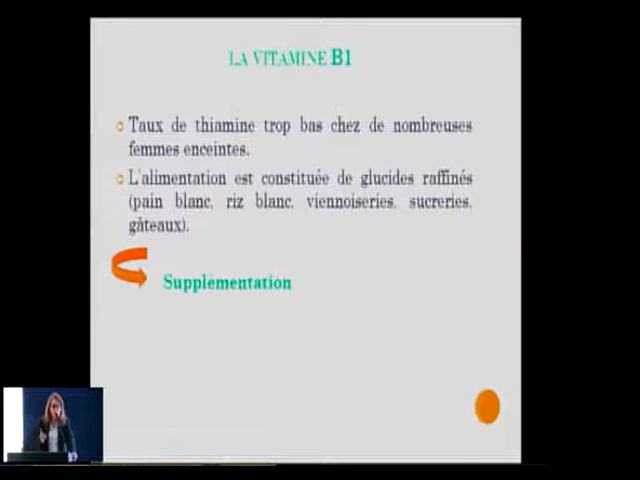 LA VITAMINE B1
Taux de thiamine trop bas chez de nombreuses
femmes enceintes.
L'alimentation est constituée de glucides raffinés
(pain blanc, riz blanc, viennoiseries, sucreries,
gâteaux).
Supplémentation